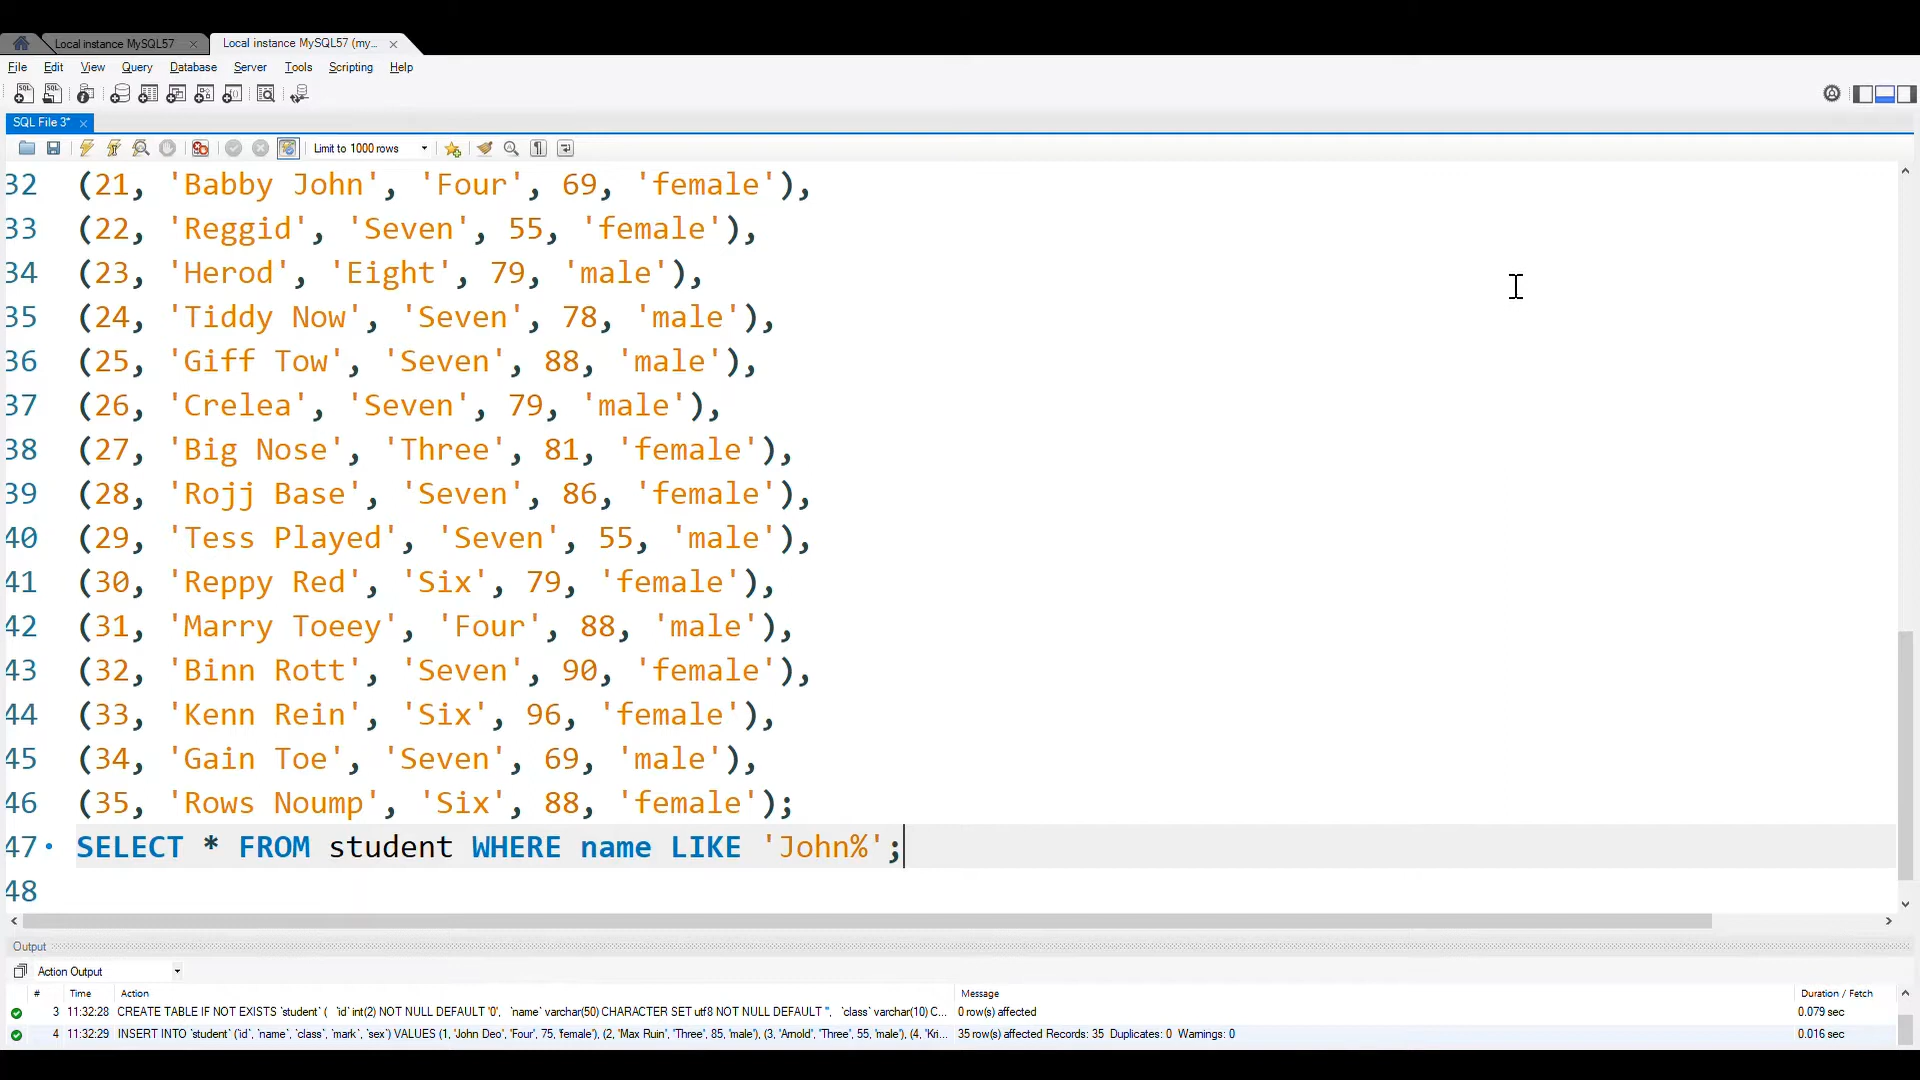 Local instance MySQL57 × Local instance MySQL57 (my... ×
File Edit View Query Database Server Tools Scripting Help
SQL File 3* ×
Limit to 1000 rows
32 (21, 'Babby John', 'Four', 69, 'female'),
33 (22, 'Reggid', 'Seven', 55, 'female'),
34 (23, 'Herod', 'Eight', 79, 'male'),
35 (24, 'Tiddy Now', 'Seven', 78, 'male'),
36 (25, 'Giff Tow', 'Seven', 88, 'male'),
37 (26, 'Crelea', 'Seven', 79, 'male'),
38 (27, 'Big Nose', 'Three', 81, 'female'),
39 (28, 'Rojj Base', 'Seven', 86, 'female'),
40 (29, 'Tess Played', 'Seven', 55, 'male'),
41 (30, 'Reppy Red', 'Six', 79, 'female'),
42 (31, 'Marry Toeey', 'Four', 88, 'male'),
43 (32, 'Binn Rott', 'Seven', 90, 'female'),
44 (33, 'Kenn Rein', 'Six', 96, 'female'),
45 (34, 'Gain Toe', 'Seven', 69, 'male'),
46 (35, 'Rows Noump', 'Six', 88, 'female');
47 SELECT * FROM student WHERE name LIKE 'John%';
48
Output
Action Output
# Time Action Message Duration / Fetch
3 11:32:28 CREATE TABLE IF NOT EXISTS `student` ( `id` int(2) NOT NULL DEFAULT '0', `name` varchar(50) CHARACTER SET utf8 NOT NULL DEFAULT '', `class` varchar(10) C... 0 row(s) affected 0.079 sec
4 11:32:29 INSERT INTO `student` (`id`, `name`, `class`, `mark`, `sex`) VALUES (1, 'John Deo', 'Four', 75, 'female'), (2, 'Max Ruin', 'Three', 85, 'male'), (3, 'Arnold', 'Three', 55, 'male'), (4, 'Kri... 35 row(s) affected Records: 35 Duplicates: 0 Warnings: 0 0.016 sec